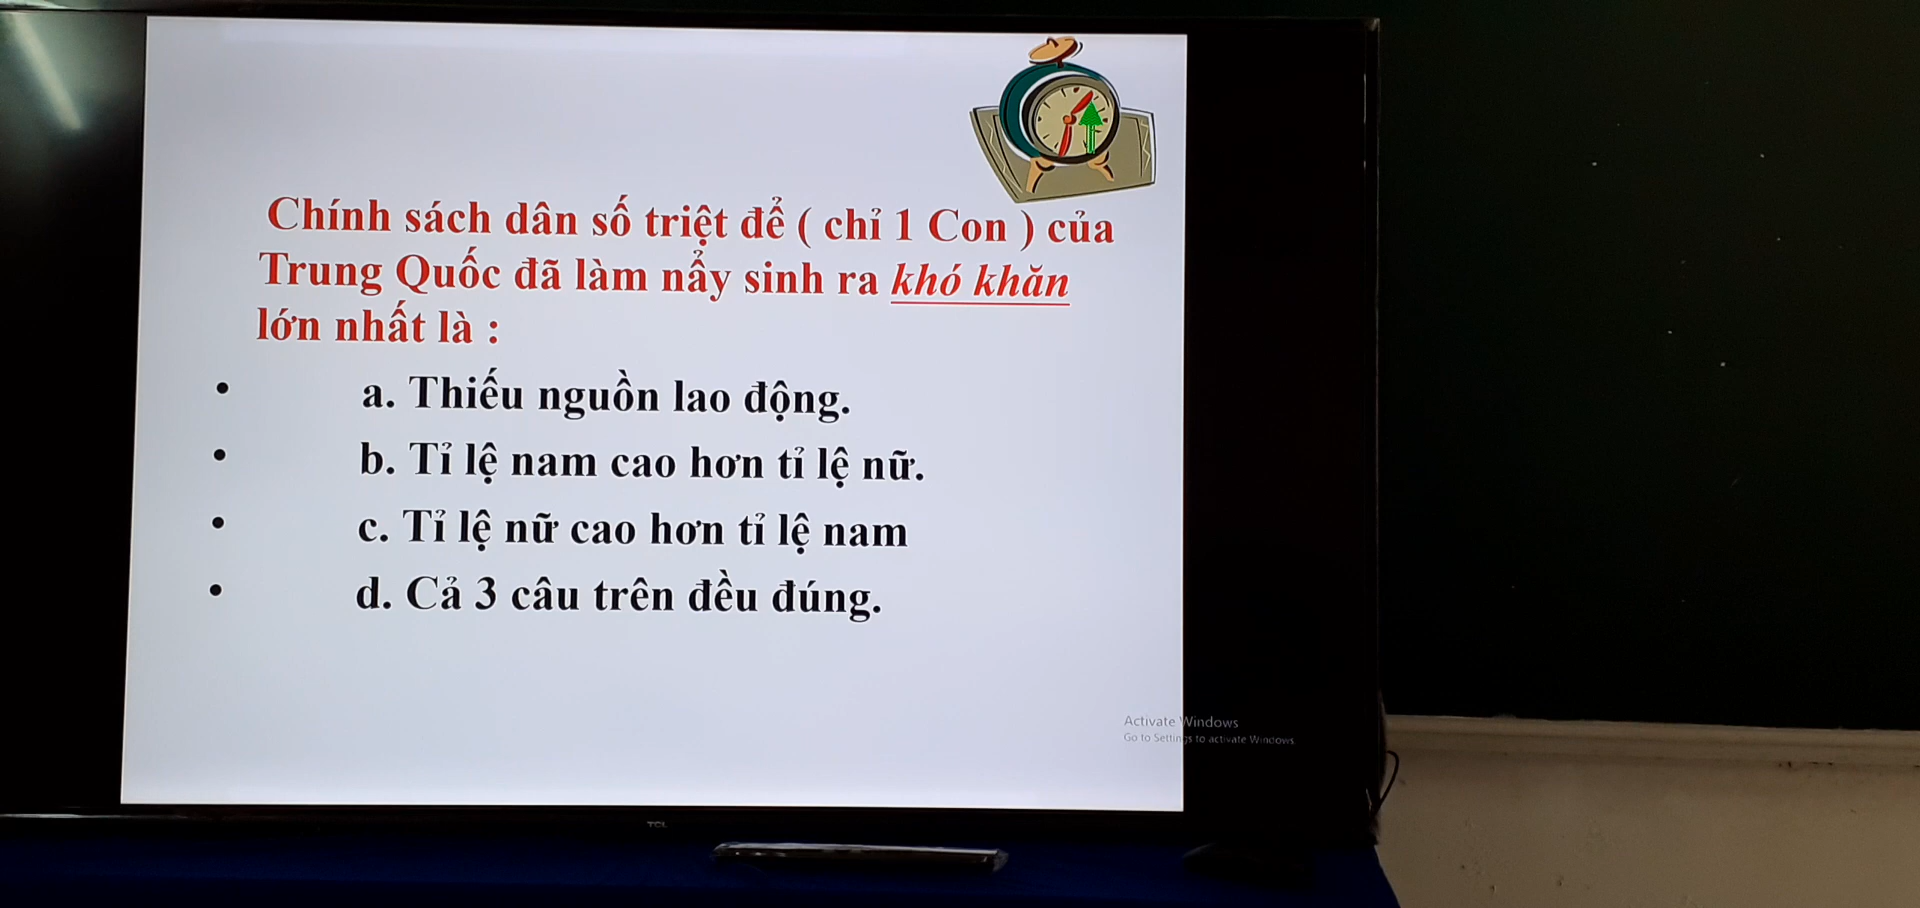 Chính sách dân số triệt để ( chỉ 1 Con ) của
Trung Quốc đã làm nẩy sinh ra khó khăn
lớn nhất là :
• a. Thiếu nguồn lao động.
• b. Tỉ lệ nam cao hơn tỉ lệ nữ.
• c. Tỉ lệ nữ cao hơn tỉ lệ nam
• d. Cả 3 câu trên đều đúng.
Activate Windows
Go to Settings to activate Windows.
TCL